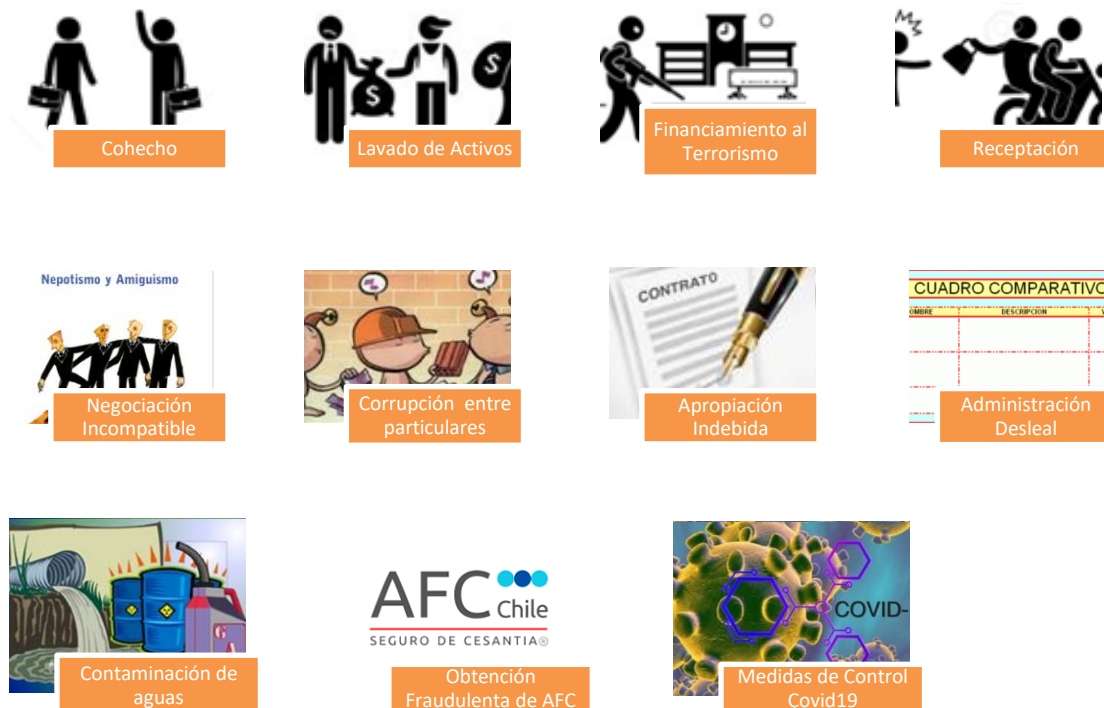 Cohecho
$
Lavado de Activos
$
Financiamiento al
Terrorismo
Receptación
Nepotismo y Amiguismo
Negociación
Incompatible
Corrupción entre
particulares
CONTRATO
Apropiación
Indebida
CUADRO COMPARATIVO
OMBRE DESCRIPCION V
Administración
Desleal
G
A
Contaminación de
aguas
AFC
Chile
SEGURO DE CESANTIA®
Obtención
Fraudulenta de AFC
COVID-
Medidas de Control
Covid19